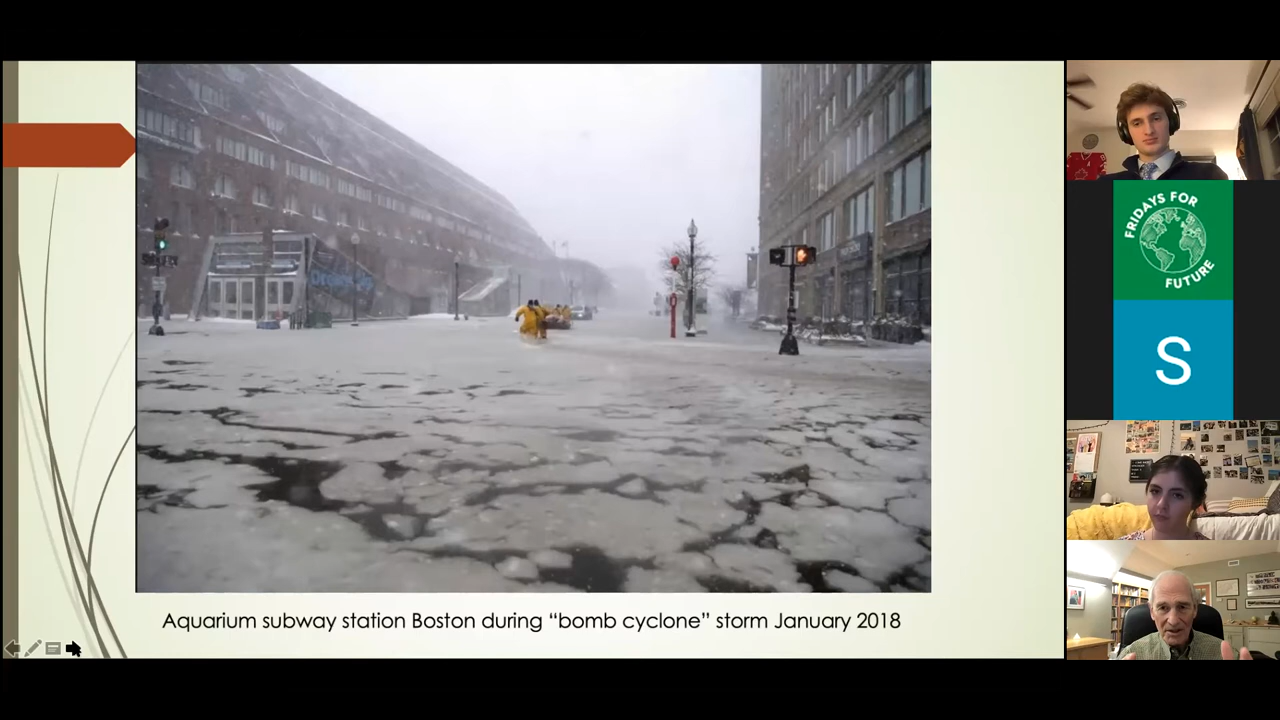 Aquarium subway station Boston during “bomb cyclone” storm January 2018
FRIDAYS FOR
FUTURE
S